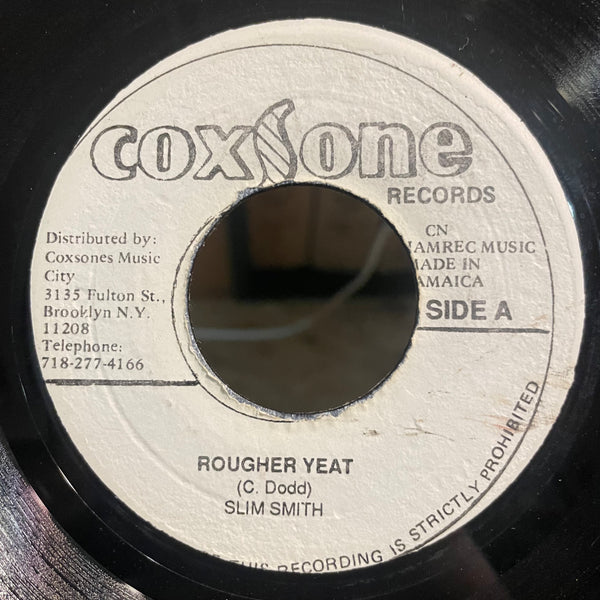 coxsone
RECORDS
Distributed by:
Coxsones Music
City
3135 Fulton St.,
Brooklyn N.Y.
11208
Telephone:
718-277-4166
CN
JAMREC MUSIC
MADE IN
JAMAICA
SIDE A
ROUGHER YEAT
(C. Dodd)
SLIM SMITH
THIS RECORDING IS STRICTLY PROHIBITED